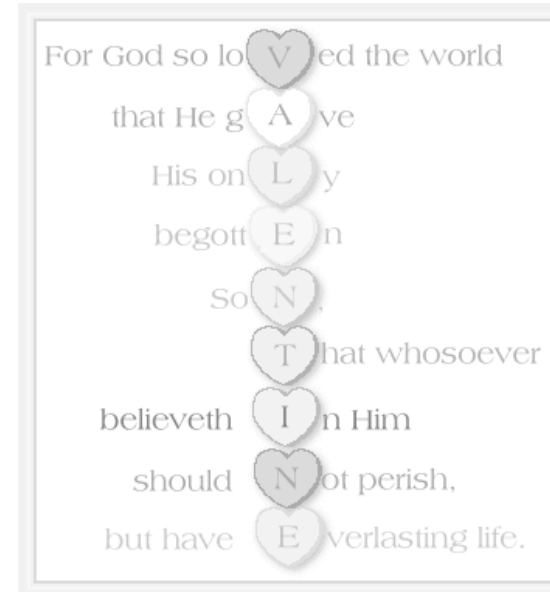 For God so loVed the world
that He gAve
His onLy
begottEn
SoN,
That whosoever
believeth In Him
should Not perish,
but have Everlasting life.